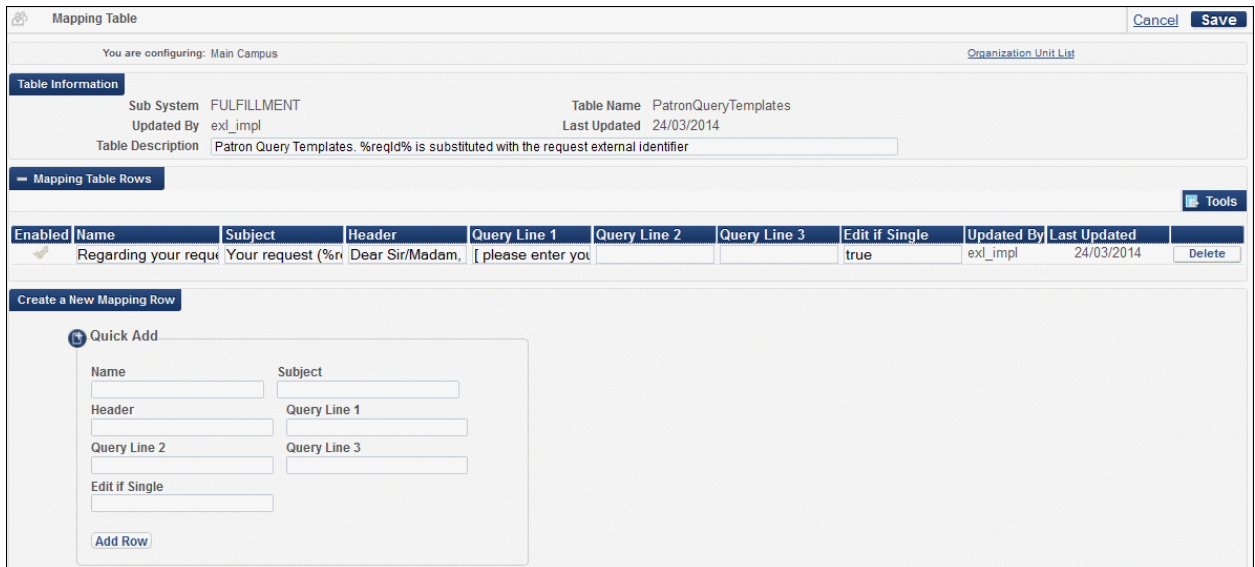 Mapping Table
Cancel Save
You are configuring: Main Campus Organization Unit List
Table Information
Sub System FULFILLMENT Table Name PatronQueryTemplates
Updated By exl_impl Last Updated 24/03/2014
Table Description Patron Query Templates. %reqId% is substituted with the request external identifier
Mapping Table Rows
Tools
Enabled Name Subject Header Query Line 1 Query Line 2 Query Line 3 Edit if Single Updated By Last Updated
Regarding your reque Your request (%r Dear Sir/Madam, [ please enter you true exl_impl 24/03/2014 Delete
Create a New Mapping Row
Quick Add
Name Subject
Header Query Line 1
Query Line 2 Query Line 3
Edit if Single
Add Row